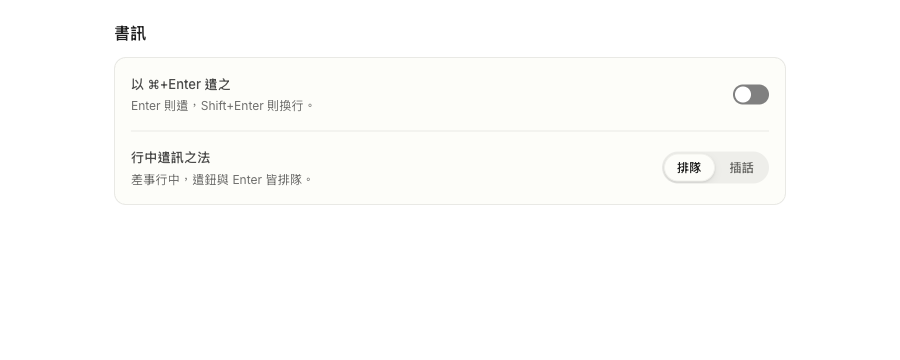 書訊
以 ⌘+Enter 遣之
Enter 則遣，Shift+Enter 則換行。
行中遣訊之法
差事行中，遣鈕與 Enter 皆排隊。
排隊
插話